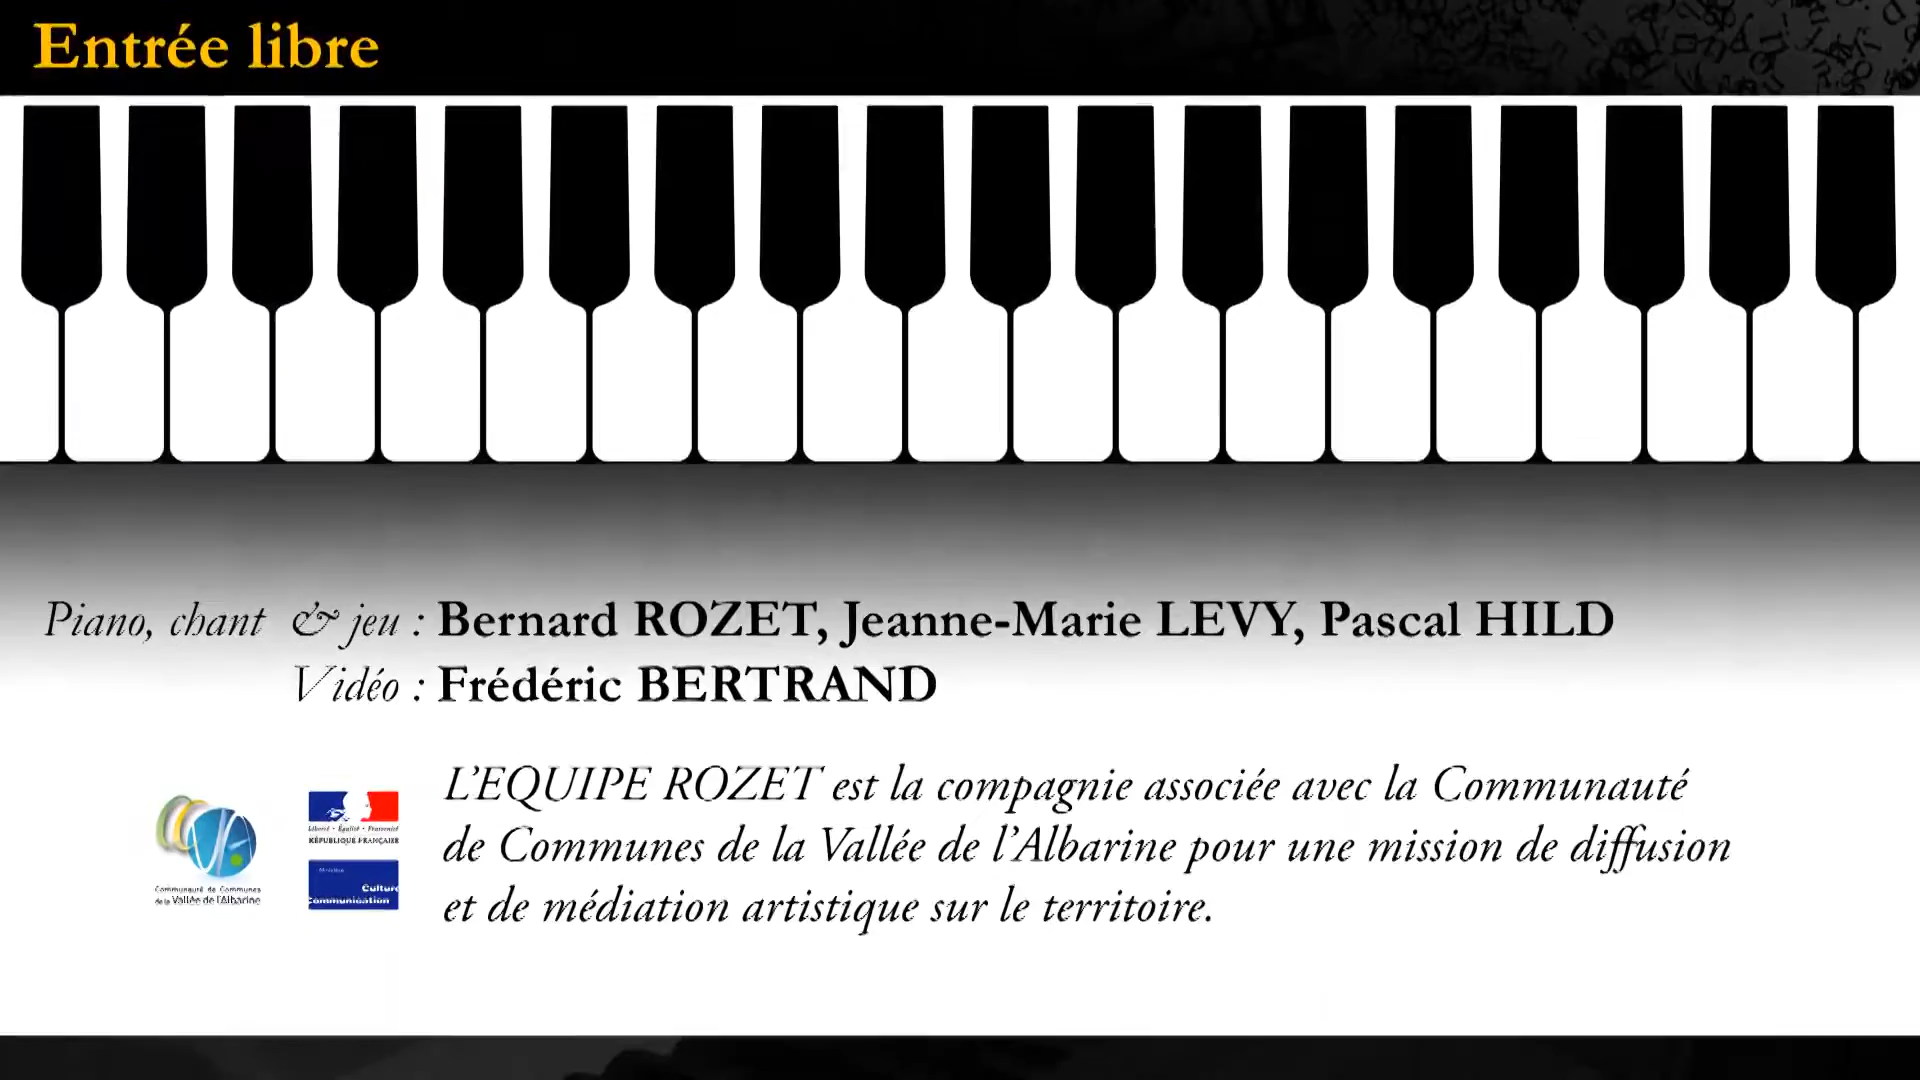 Entrée libre
Piano, chant & jeu : Bernard ROZET, Jeanne-Marie LEVY, Pascal HILD
Vidéo : Frédéric BERTRAND
L'EQUIPE ROZET est la compagnie associée avec la Communauté
de Communes de la Vallée de l'Albarine pour une mission de diffusion
et de médiation artistique sur le territoire.
Communauté de Communes
de la Vallée de l'Albarine
Liberté • Égalité • Fraternité
RÉPUBLIQUE FRANÇAISE
Ministère
Culture
Communication